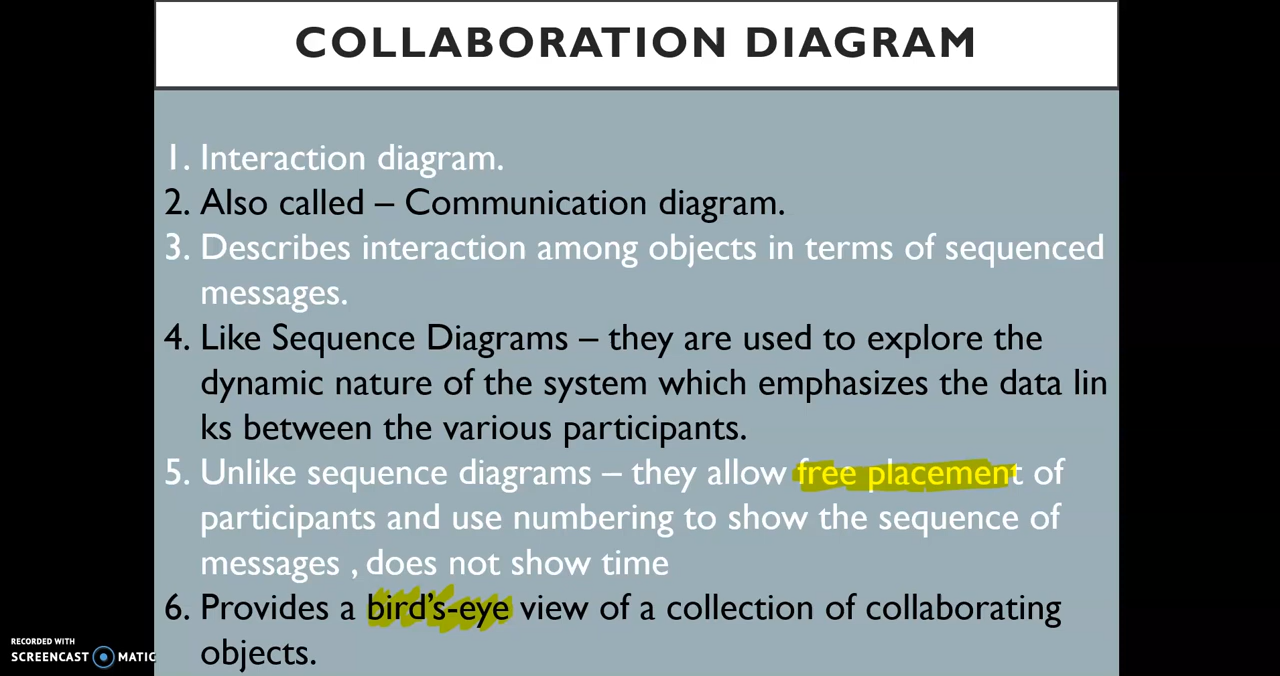 COLLABORATION DIAGRAM
1. Interaction diagram.
2. Also called – Communication diagram.
3. Describes interaction among objects in terms of sequenced
messages.
4. Like Sequence Diagrams – they are used to explore the
dynamic nature of the system which emphasizes the data lin
ks between the various participants.
5. Unlike sequence diagrams – they allow free placement of
participants and use numbering to show the sequence of
messages , does not show time
6. Provides a bird's-eye view of a collection of collaborating
objects.
RECORDED WITH
SCREENCAST MATIC